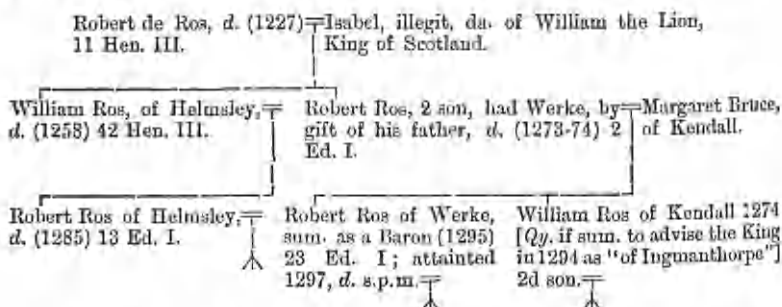 Robert de Ros, d. (1227)
11 Hen. III.
Isabel, illegit, da. of William the Lion,
King of Scotland.
William Ros, of Helmsley,
d. (1258) 42 Hen. III.
Robert Ros, 2 son, had Werke, by
gift of his father, d. (1273-74) 2
Ed. I.
Margaret Bruce,
of Kendall.
Robert Ros of Helmsley,
d. (1285) 13 Ed. I.
Robert Ros of Werke,
sum. as a Baron (1295)
23 Ed. I; attainted
1297, d. s.p.m.
William Ros of Kendall 1274
[Qy. if sum. to advise the King
in 1294 as "of Ingmanthorpe"]
2d son.